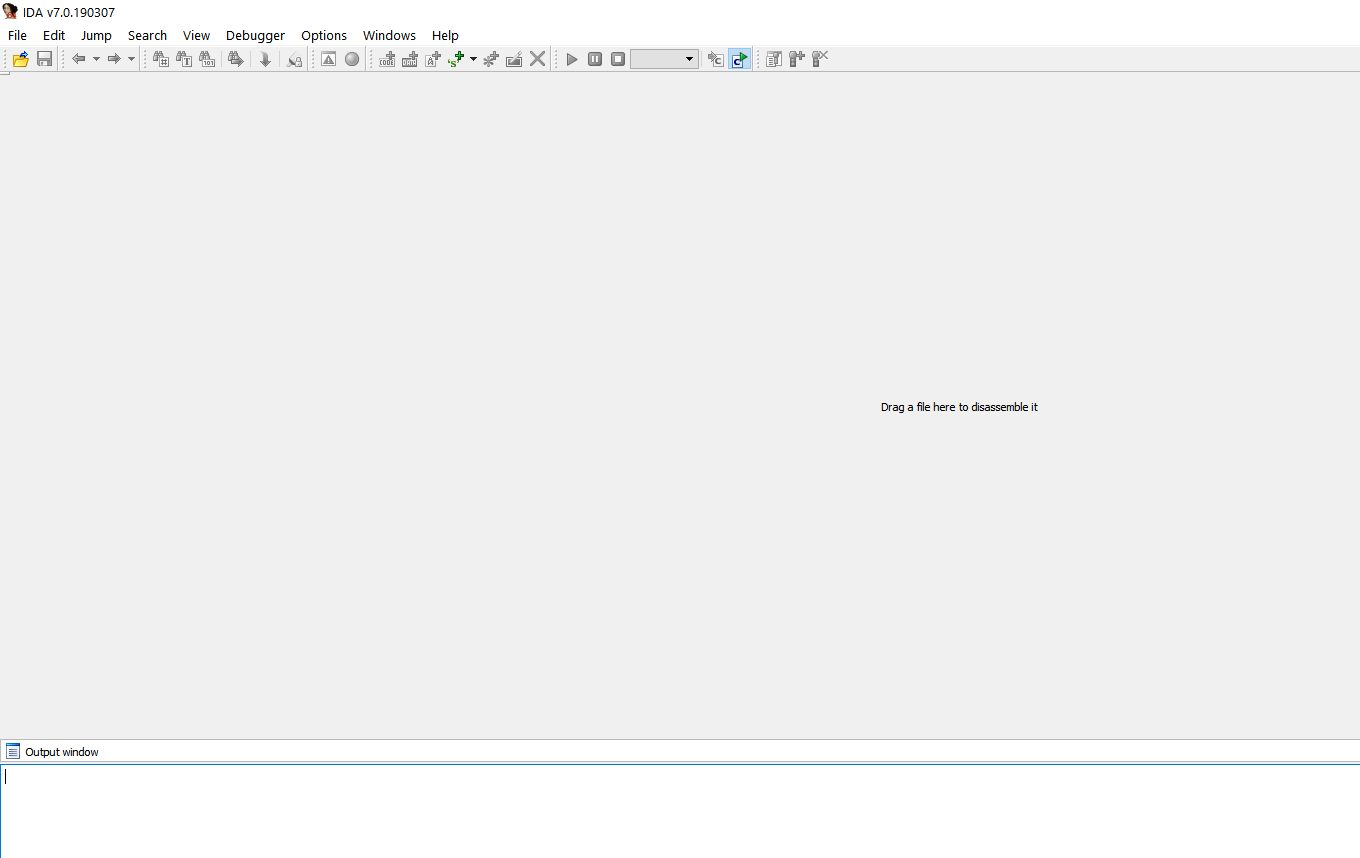 IDA v7.0.190307
File Edit Jump Search View Debugger Options Windows Help
Drag a file here to disassemble it
Output window